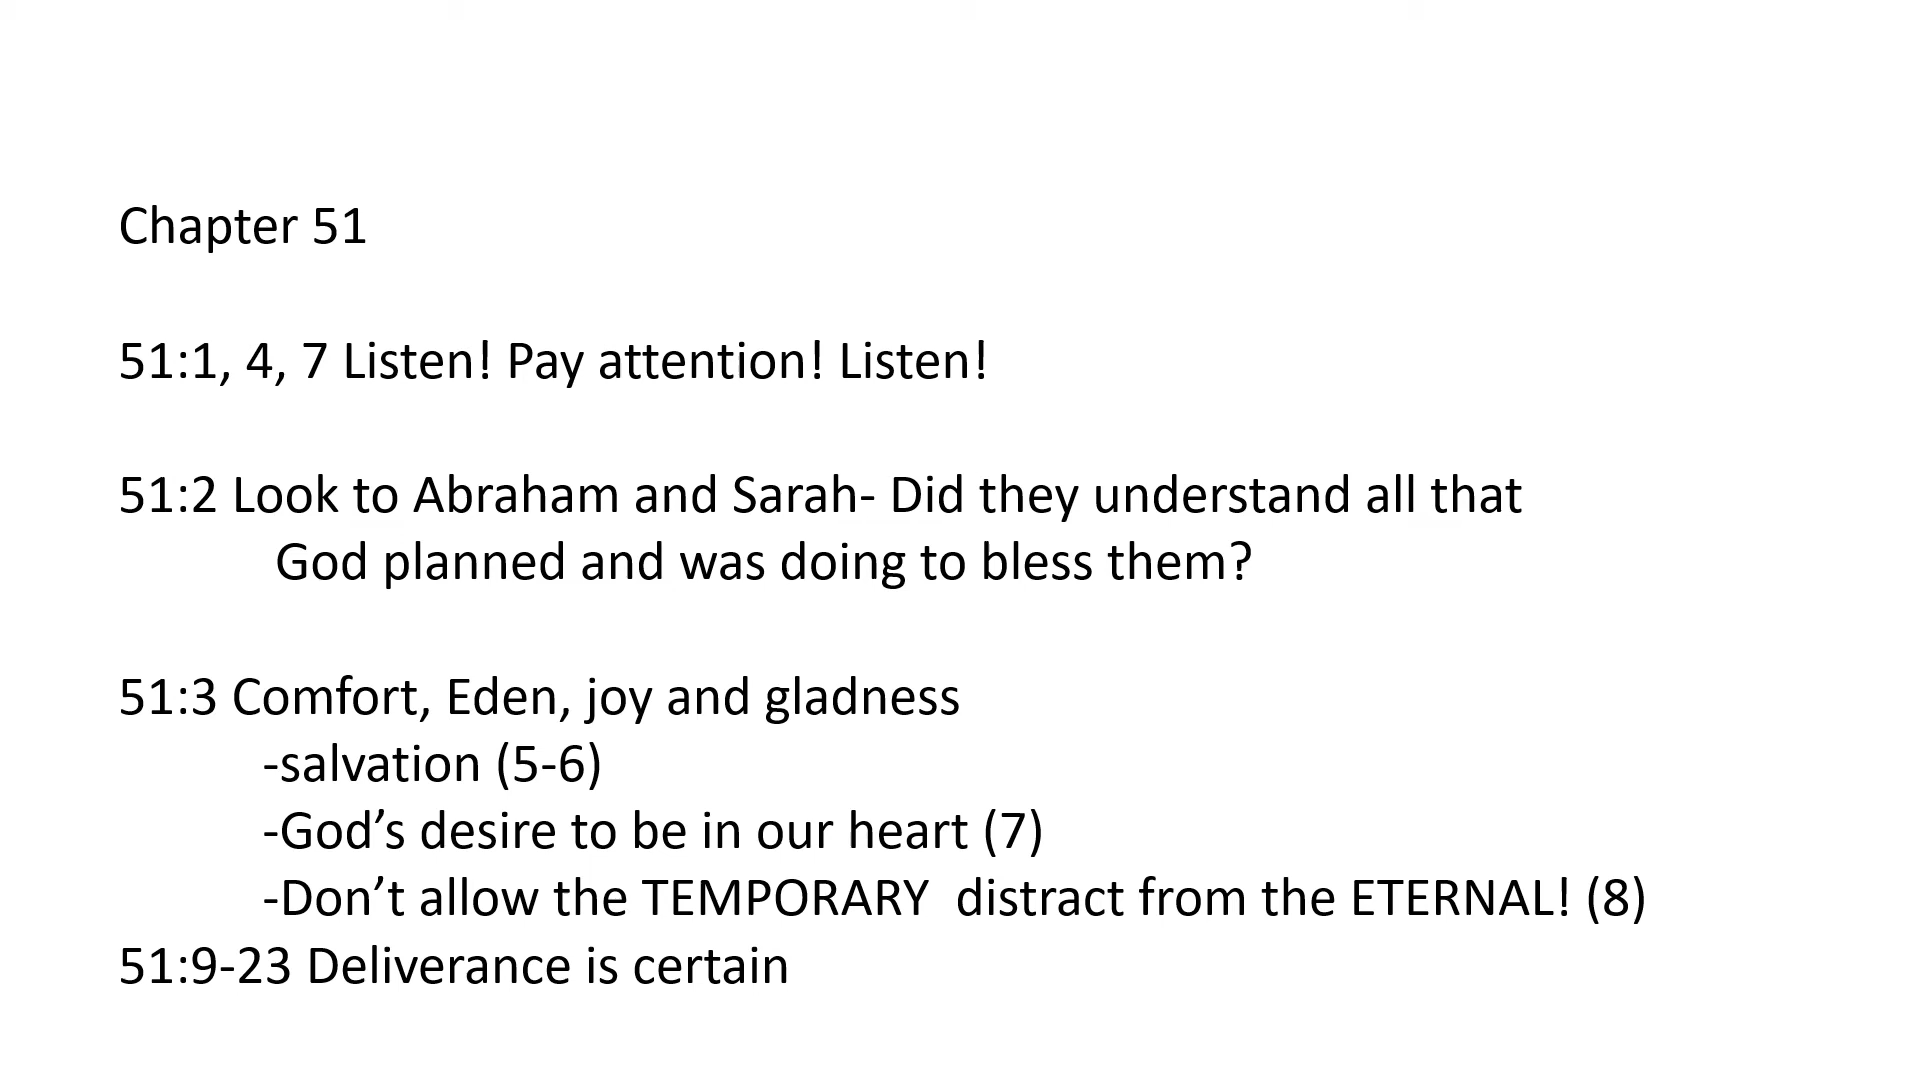 Chapter 51
51:1, 4, 7 Listen! Pay attention! Listen!
51:2 Look to Abraham and Sarah- Did they understand all that
God planned and was doing to bless them?
51:3 Comfort, Eden, joy and gladness
-salvation (5-6)
-God’s desire to be in our heart (7)
-Don’t allow the TEMPORARY  distract from the ETERNAL! (8)
51:9-23 Deliverance is certain